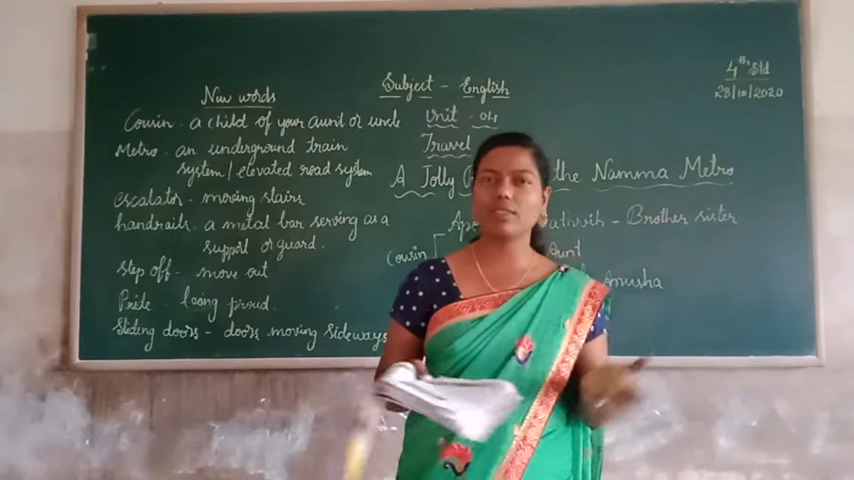 4th Std
28/10/2020
Subject - English
New words
Unit - 04
Travel
Cousin - a child of your Aunt or uncle.
Metro - an underground train
system/elevated road system.
A Jolly the Namma Metro
Escalator - moving stairs.
handrails - a metal bar serving as a
support or guard.
Brother sister
Cousin
step off - move out
Anusha
Pride - being proud.
Sliding doors - doors moving sideways